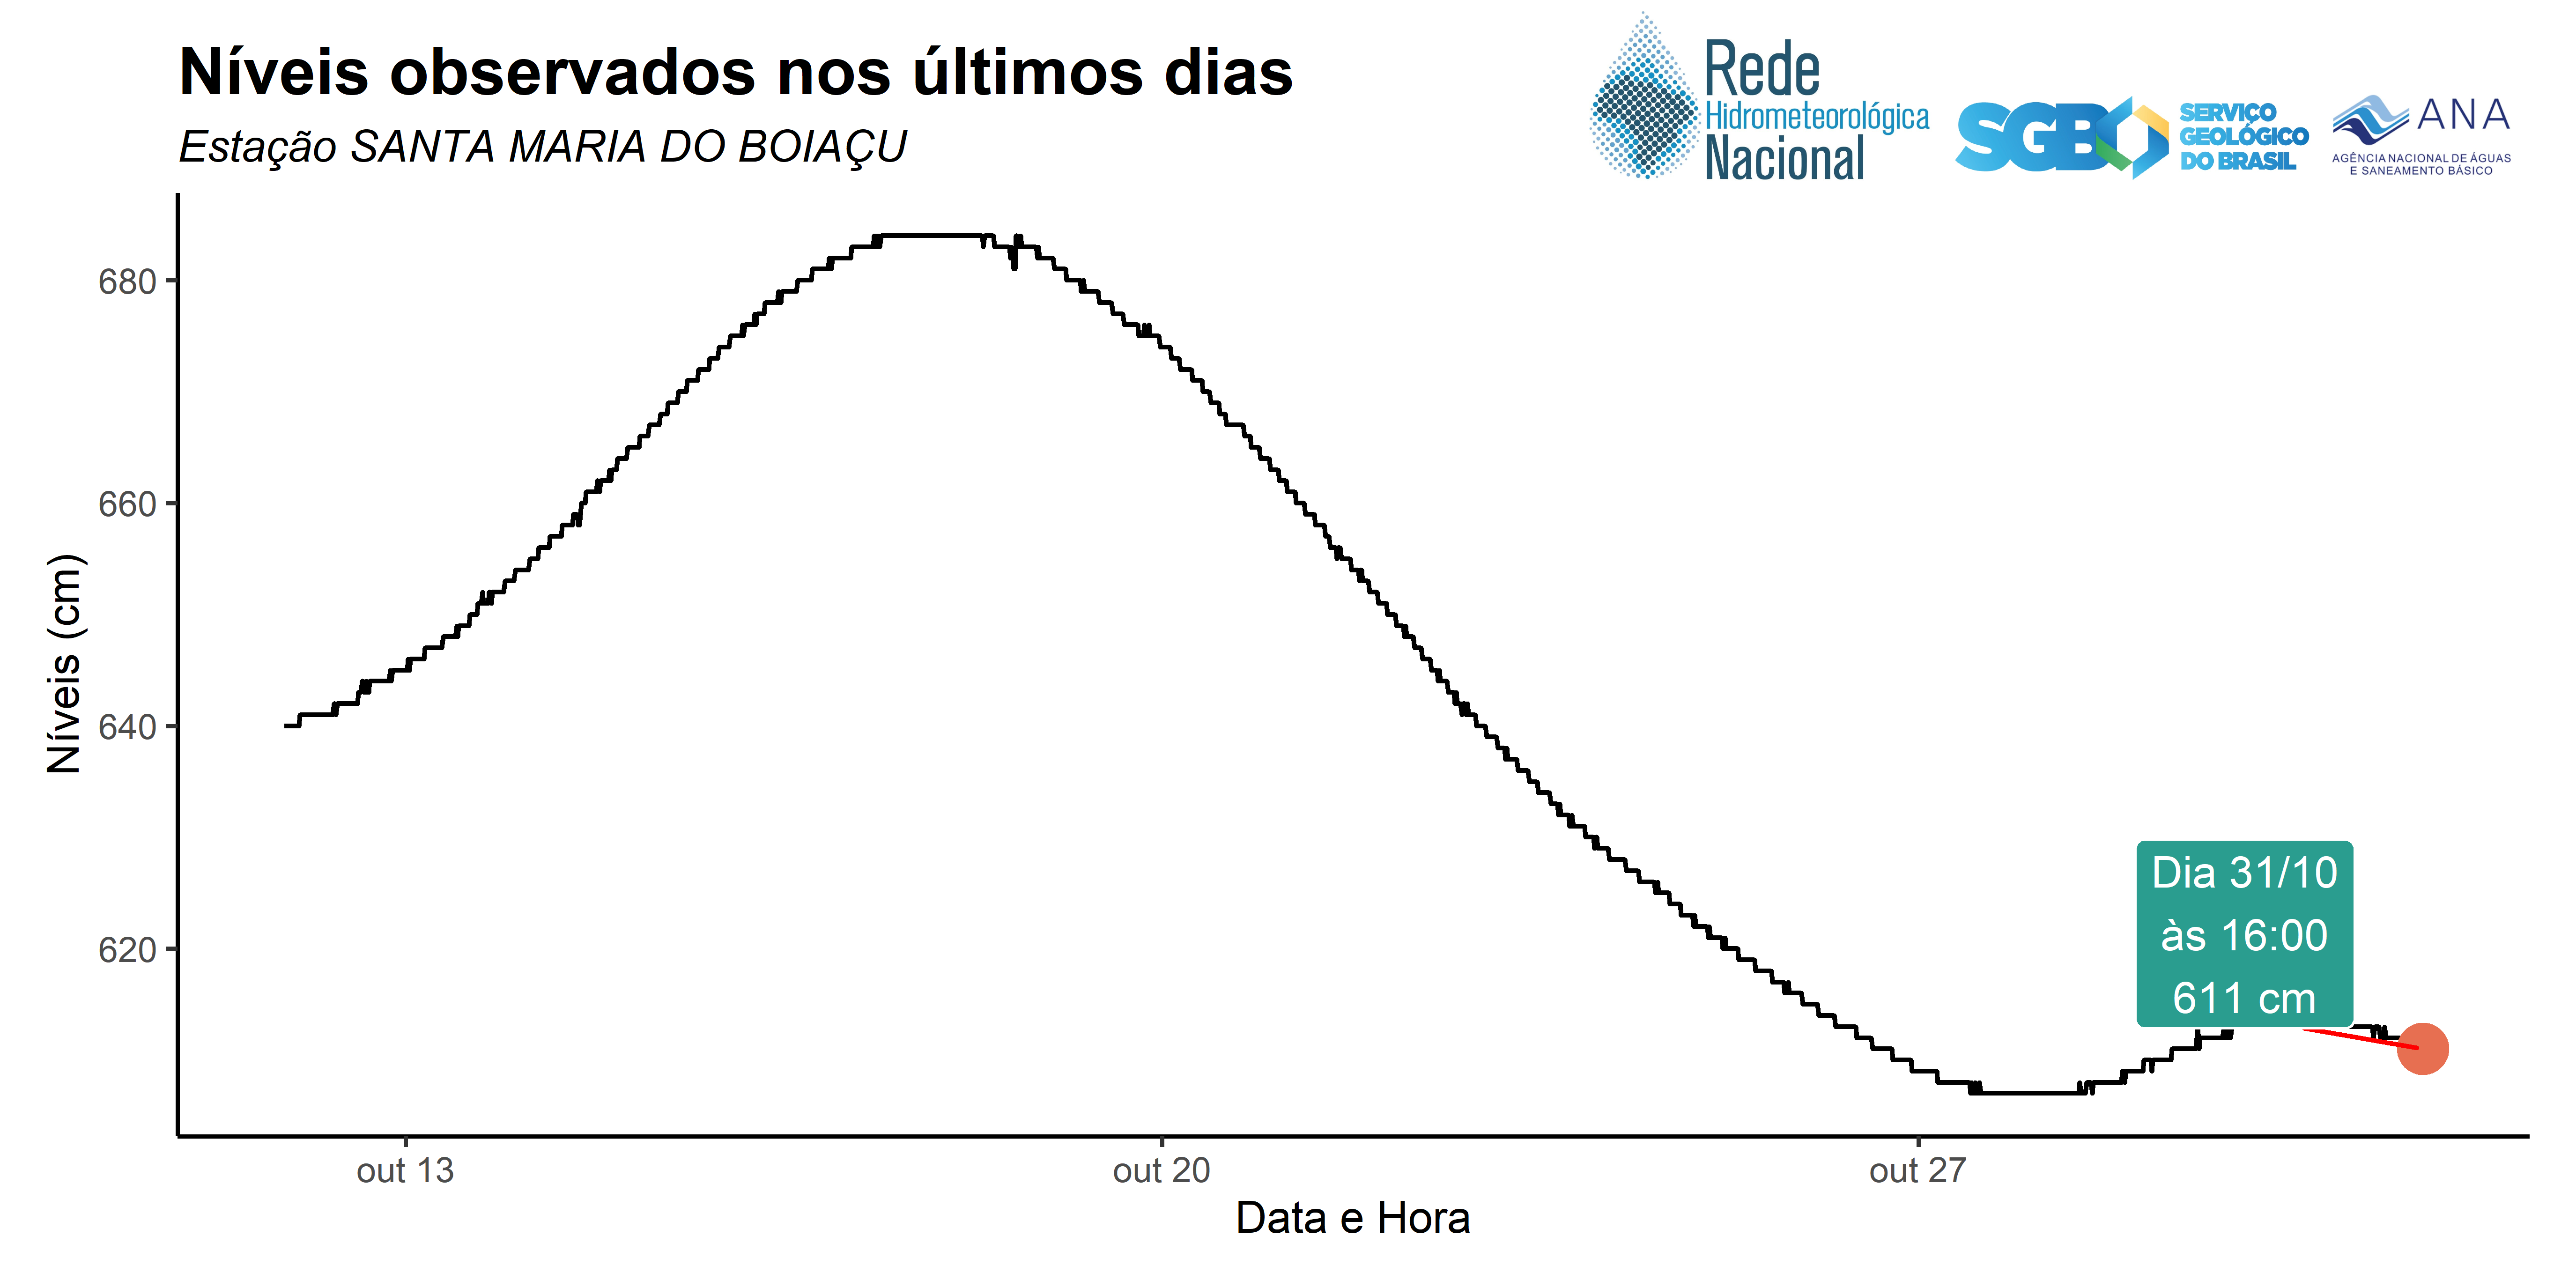 Níveis observados nos últimos dias
Estação SANTA MARIA DO BOIAÇU
Rede
Hidrometeorológica
Nacional
SGB
SERVIÇO
GEOLÓGICO
DO BRASIL
ANA
AGÊNCIA NACIONAL DE ÁGUAS
E SANEAMENTO BÁSICO
Níveis (cm)
680
660
640
620
Dia 31/10
às 16:00
611 cm
out 13
out 20
out 27
Data e Hora